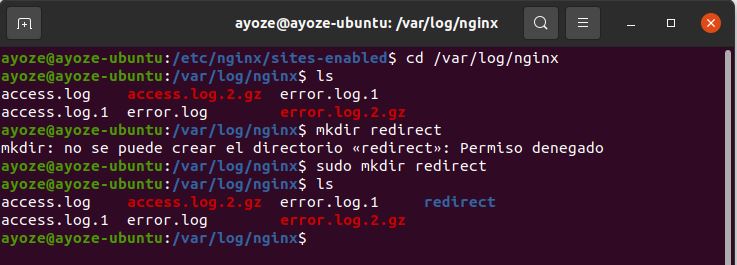 ayoze@ayoze-ubuntu: /var/log/nginx
ayoze@ayoze-ubuntu:/etc/nginx/sites-enabled$ cd /var/log/nginx
ayoze@ayoze-ubuntu:/var/log/nginx$ ls
access.log    access.log.2.gz  error.log.1
access.log.1  error.log        error.log.2.gz
ayoze@ayoze-ubuntu:/var/log/nginx$ mkdir redirect
mkdir: no se puede crear el directorio «redirect»: Permiso denegado
ayoze@ayoze-ubuntu:/var/log/nginx$ sudo mkdir redirect
ayoze@ayoze-ubuntu:/var/log/nginx$ ls
access.log    access.log.2.gz  error.log.1     redirect
access.log.1  error.log        error.log.2.gz
ayoze@ayoze-ubuntu:/var/log/nginx$